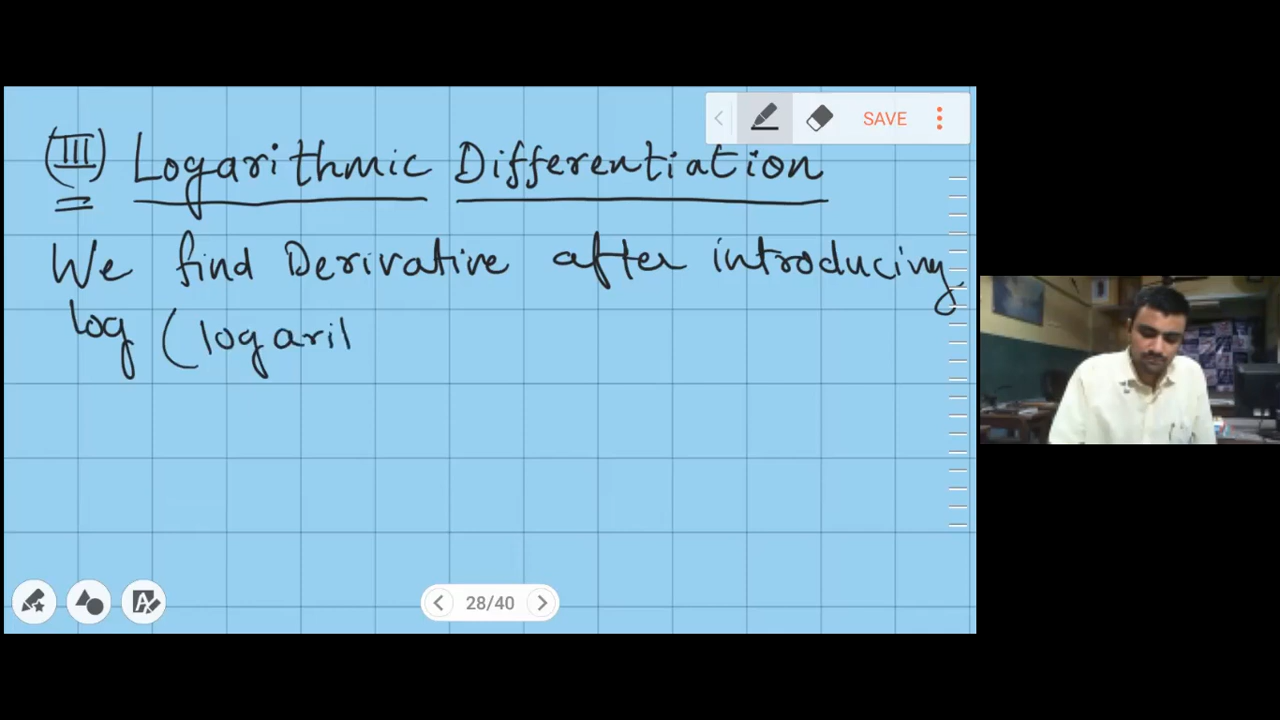 SAVE
(III) Logarithmic Differentiation
We find Derivative after introducing
log (logaril
28/40